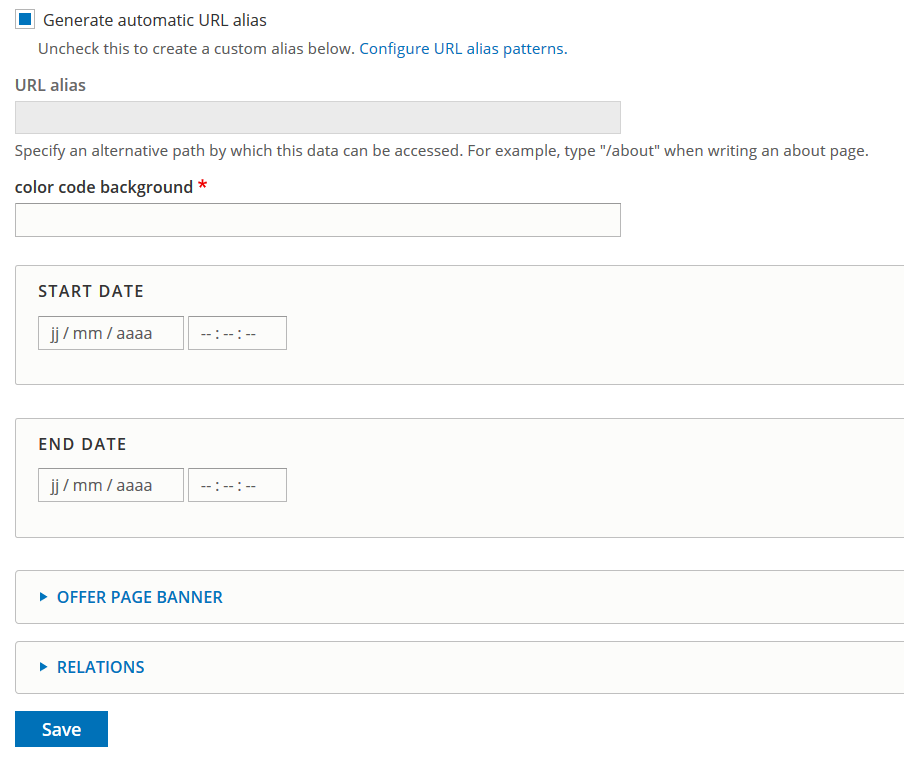 Generate automatic URL alias
Uncheck this to create a custom alias below. Configure URL alias patterns.
URL alias
Specify an alternative path by which this data can be accessed. For example, type "/about" when writing an about page.
color code background *
START DATE
jj / mm / aaaa -- : -- : --
END DATE
jj / mm / aaaa -- : -- : --
OFFER PAGE BANNER
RELATIONS
Save